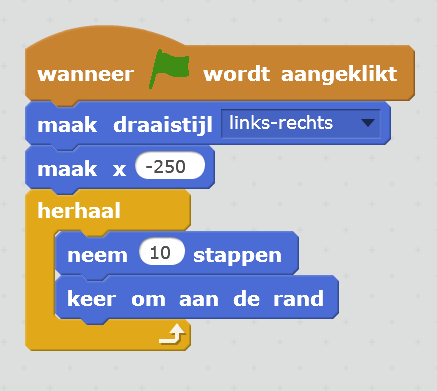 wanneer wordt aangeklikt
maak draaistijl links-rechts
maak x -250
herhaal
neem 10 stappen
keer om aan de rand